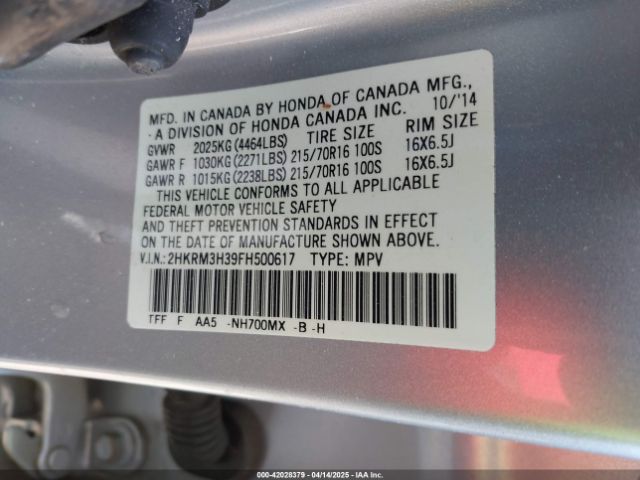 MFD. IN CANADA BY HONDA OF CANADA MFG.,
· A DIVISION OF HONDA CANADA INC. 10/'14
GVWR 2025KG(4464LBS) TIRE SIZE RIM SIZE
GAWR F 1030KG(2271LBS) 215/70R16 100S 16X6.5J
GAWR R 1015KG(2238LBS) 215/70R16 100S 16X6.5J
THIS VEHICLE CONFORMS TO ALL APPLICABLE
FEDERAL MOTOR VEHICLE SAFETY
AND THEFT PREVENTION STANDARDS IN EFFECT
ON THE DATE OF MANUFACTURE SHOWN ABOVE.
V.I.N.: 2HKRM3H39FH500617 TYPE: MPV
TFF F AA5 -NH700MX -B -H
000-42028379 04/14/2025 IAA Inc.